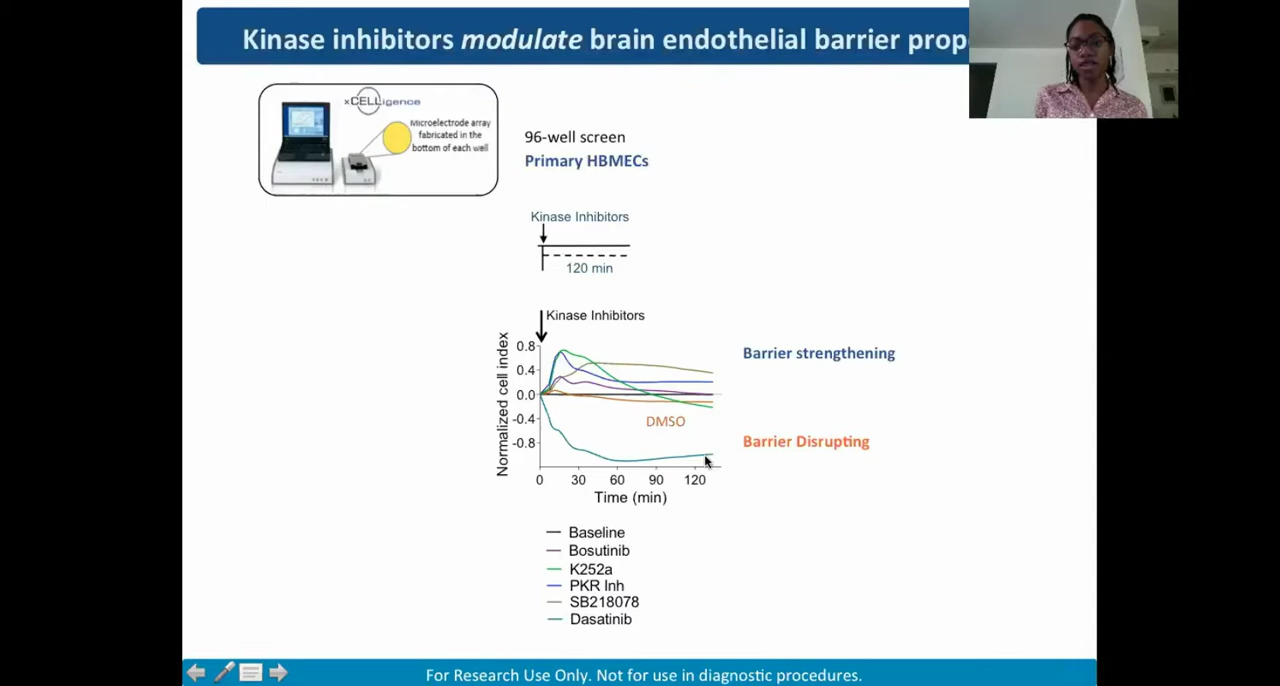 Kinase inhibitors modulate brain endothelial barrier prop
xCELLigence
Microelectrode array
fabricated in the
bottom of each well
96-well screen
Primary HBMECs
Kinase Inhibitors
120 min
Kinase Inhibitors
Normalized cell index
0.8
0.4
0.0
-0.4
-0.8
DMSO
0 30 60 90 120
Time (min)
Barrier strengthening
Barrier Disrupting
Baseline
Bosutinib
K252a
PKR Inh
SB218078
Dasatinib
For Research Use Only. Not for use in diagnostic procedures.